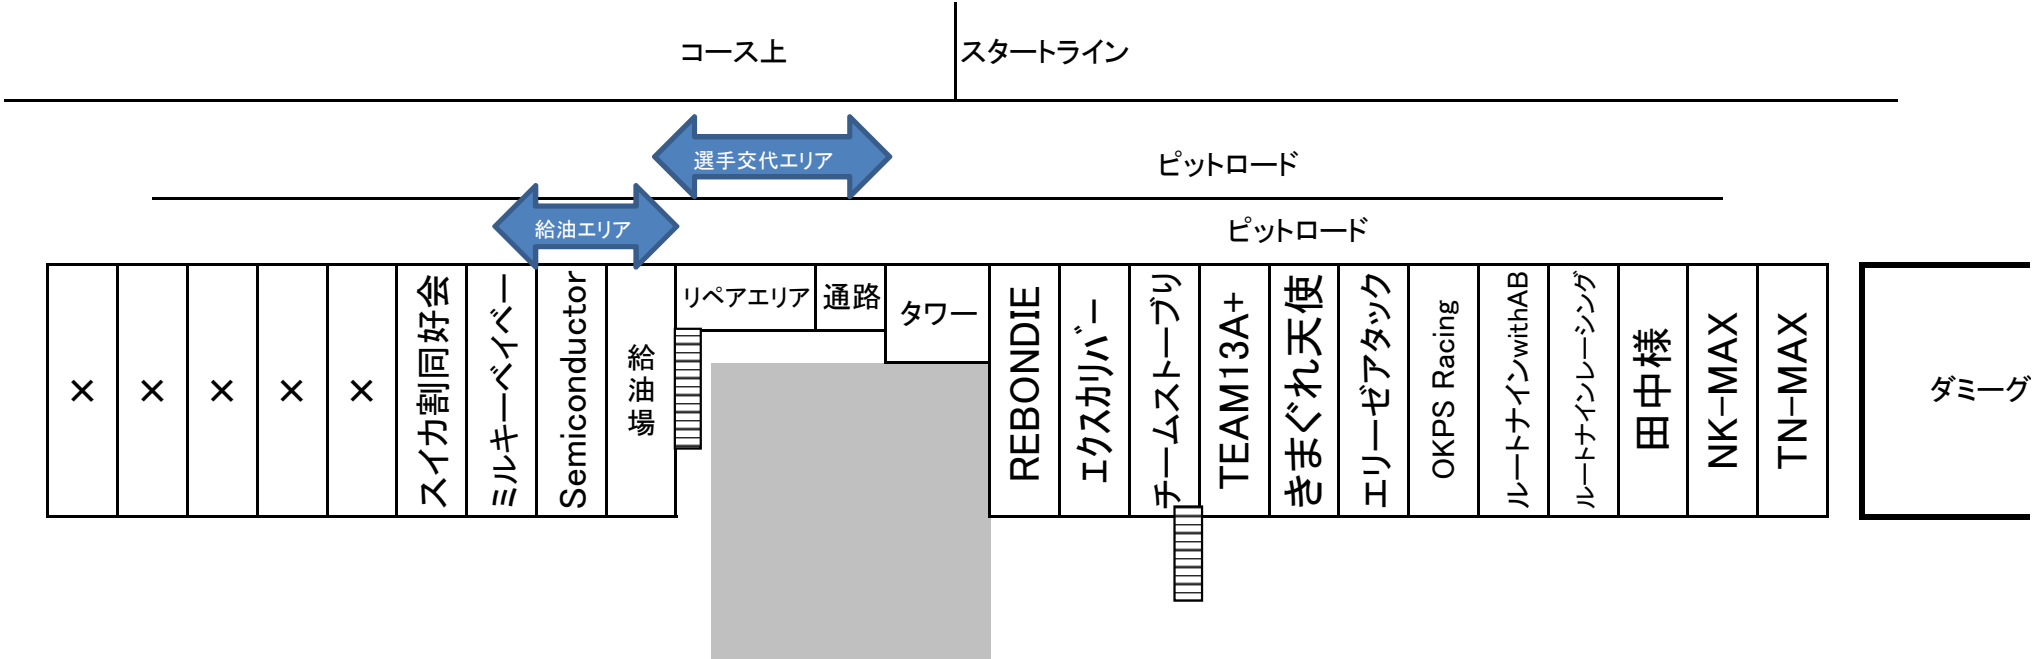 コース上
スタートライン
選手交代エリア
ピットロード
給油エリア
ピットロード
×
×
×
×
×
スイカ割同好会
ミルキーベイベー
Semiconductor
給油場
リペアエリア
通路
タワー
REBONDIE
エクスカリバー
チームストーブリ
TEAM13A+
きまぐれ天使
エリーゼアタック
OKPS Racing
ルートナインwithAB
ルートナインレーシング
田中様
NK-MAX
TN-MAX
ダミーグ